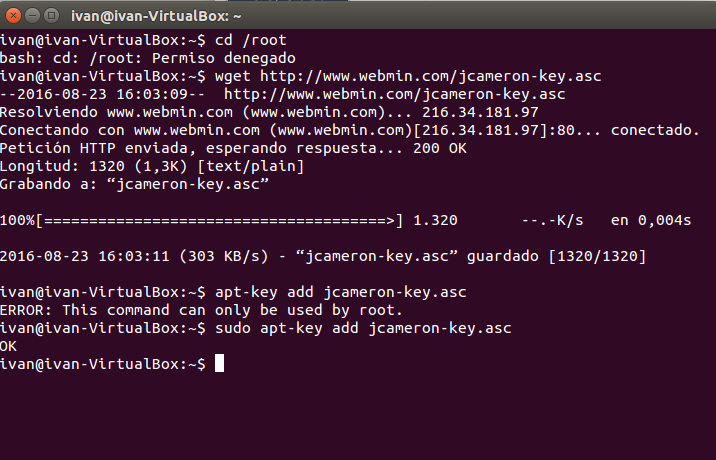 ivan@ivan-VirtualBox: ~
ivan@ivan-VirtualBox:~$ cd /root
bash: cd: /root: Permiso denegado
ivan@ivan-VirtualBox:~$ wget http://www.webmin.com/jcameron-key.asc
--2016-08-23 16:03:09--  http://www.webmin.com/jcameron-key.asc
Resolviendo www.webmin.com (www.webmin.com)... 216.34.181.97
Conectando con www.webmin.com (www.webmin.com)[216.34.181.97]:80... conectado.
Petición HTTP enviada, esperando respuesta... 200 OK
Longitud: 1320 (1,3K) [text/plain]
Grabando a: “jcameron-key.asc”
100%[======================================>] 1.320       --.-K/s   en 0,004s
2016-08-23 16:03:11 (303 KB/s) - “jcameron-key.asc” guardado [1320/1320]
ivan@ivan-VirtualBox:~$ apt-key add jcameron-key.asc
ERROR: This command can only be used by root.
ivan@ivan-VirtualBox:~$ sudo apt-key add jcameron-key.asc
OK
ivan@ivan-VirtualBox:~$